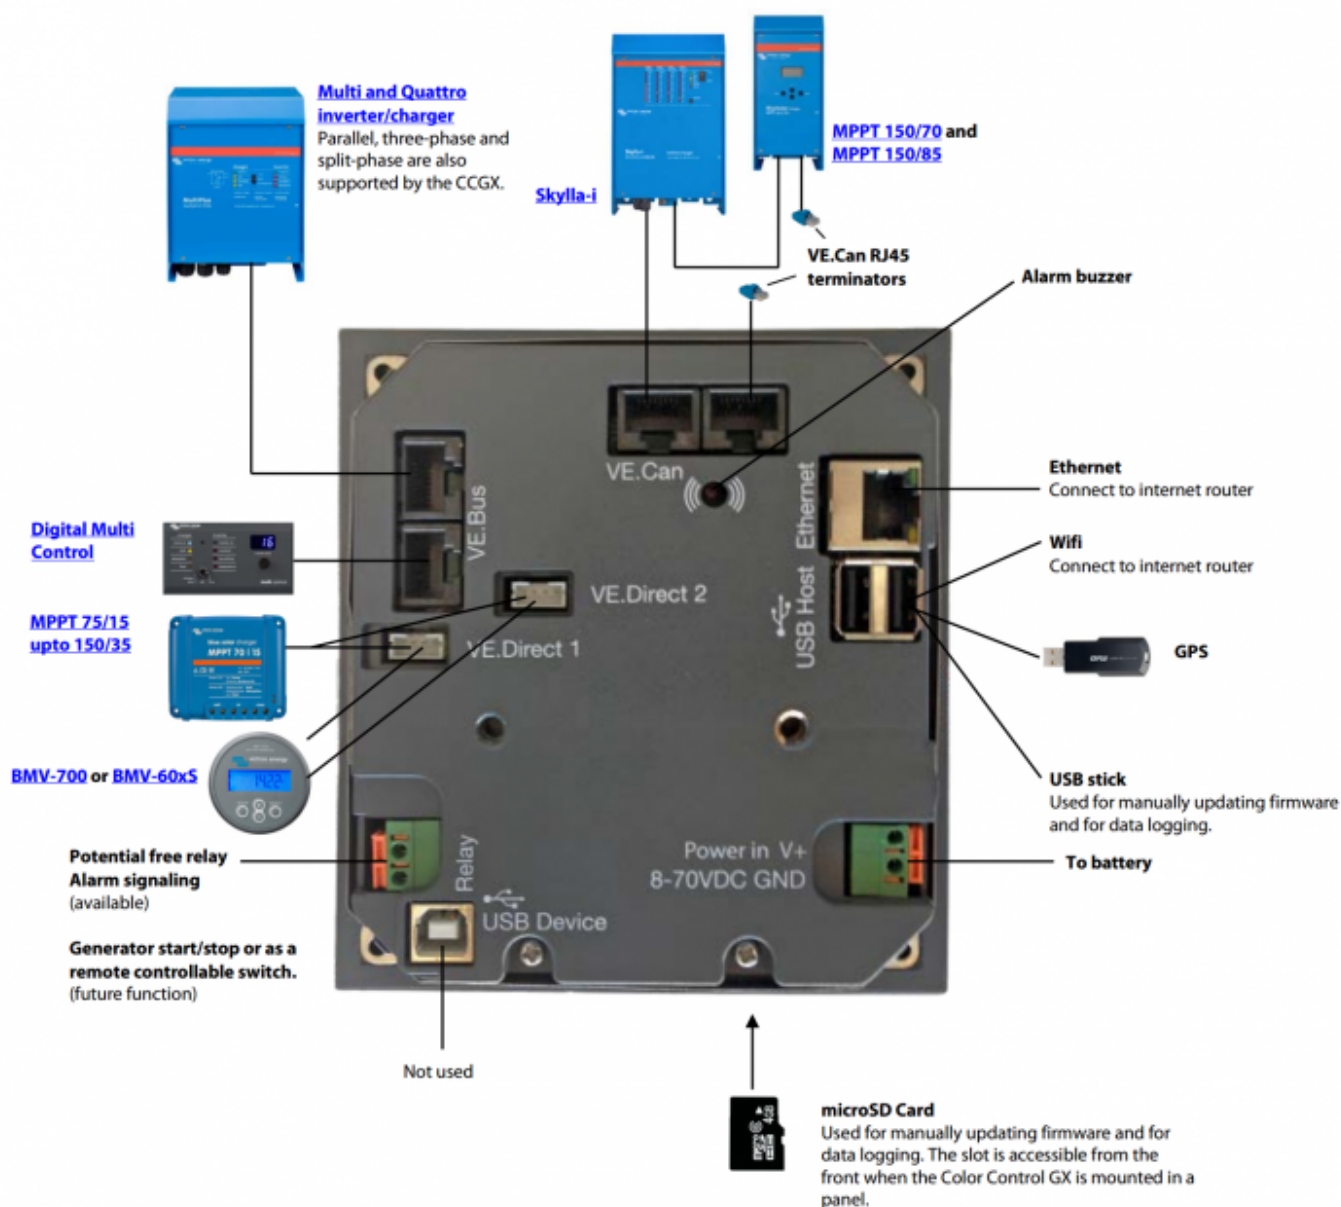 Multi and Quattro
inverter/charger
Parallel, three-phase and
split-phase are also
supported by the CCGX.
Skylla-i
MPPT 150/70 and
MPPT 150/85
VE.Can RJ45
terminators
Alarm buzzer
VE.Can
Ethernet
Ethernet
Connect to internet router
Wifi
Connect to internet router
VE.Bus
Digital Multi
Control
16
VE.Direct 2
USB Host
MPPT 75/15
upto 150/35
MPPT 70 | 15
VE.Direct 1
GPS
BMV-700 or BMV-60xS
USB stick
Used for manually updating firmware
and for data logging.
Potential free relay
Alarm signaling
(available)
Relay
Power in V+
8-70VDC GND
To battery
USB Device
Generator start/stop or as a
remote controllable switch.
(future function)
Not used
4GB
microSD Card
Used for manually updating firmware and for
data logging. The slot is accessible from the
front when the Color Control GX is mounted in a
panel.